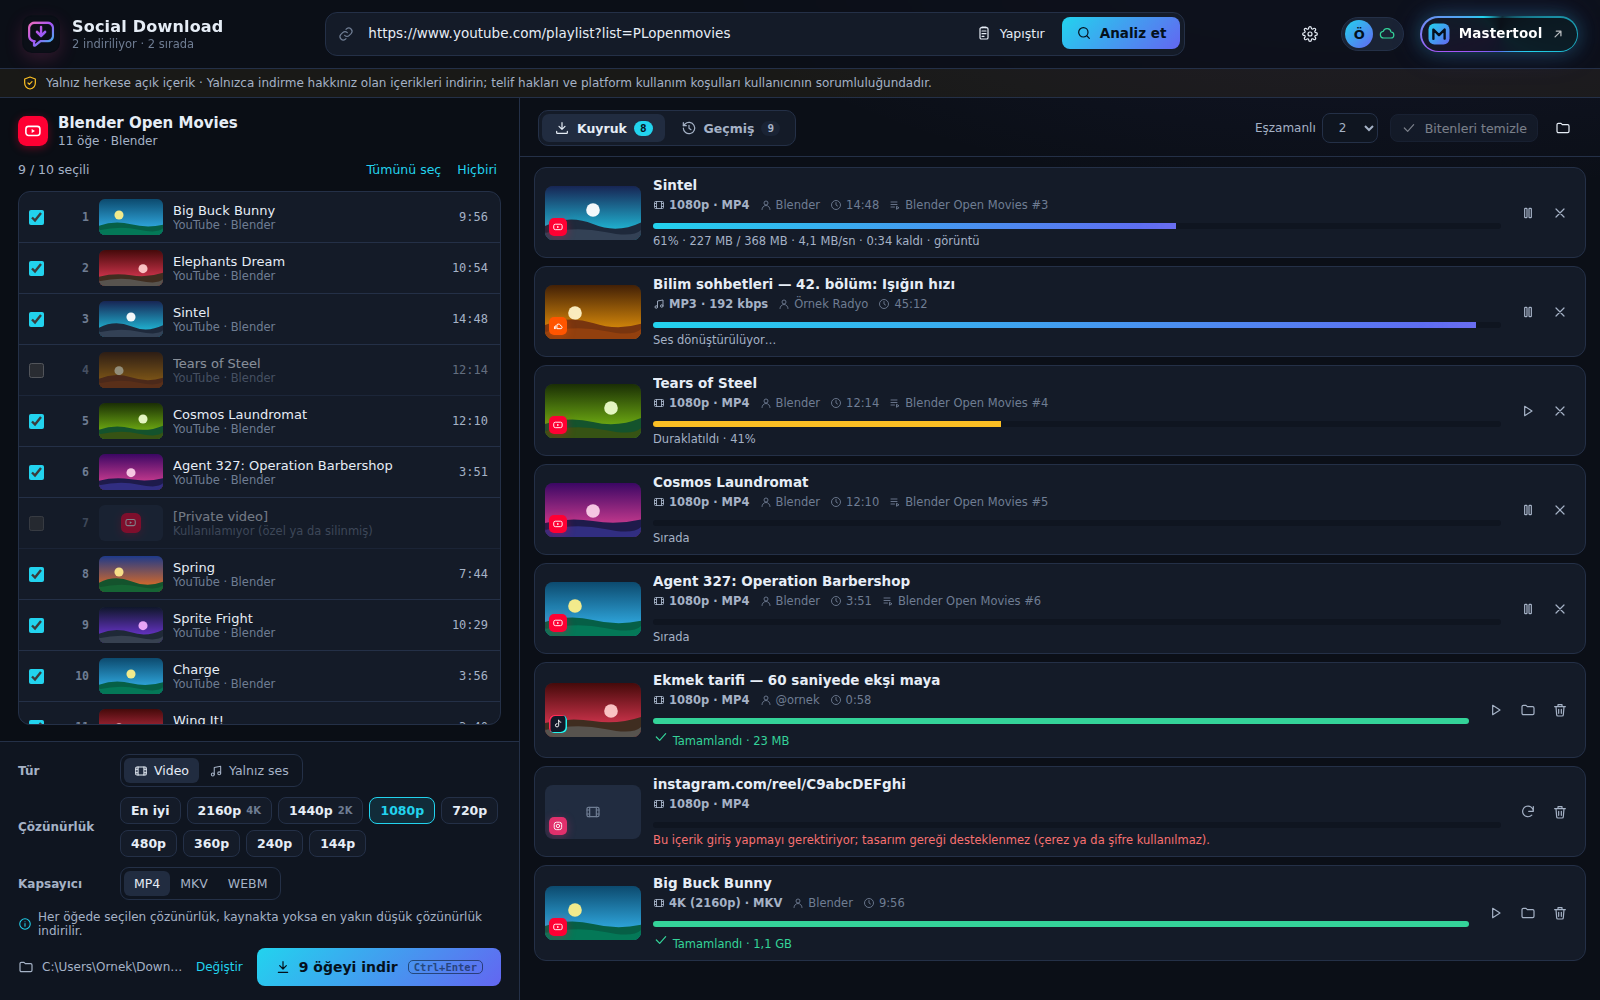 Social Download
2 indiriliyor · 2 sırada
https://www.youtube.com/playlist?list=PLopenmovies
Yapıştır
Analiz et
Ö
Mastertool
Yalnız herkese açık içerik · Yalnızca indirme hakkınız olan içerikleri indirin; telif hakları ve platform kullanım koşulları kullanıcının sorumluluğundadır.
Blender Open Movies
11 öğe · Blender
9 / 10 seçili
Tümünü seç
Hiçbiri
1
Big Buck Bunny
YouTube · Blender
9:56
2
Elephants Dream
YouTube · Blender
10:54
3
Sintel
YouTube · Blender
14:48
4
Tears of Steel
YouTube · Blender
12:14
5
Cosmos Laundromat
YouTube · Blender
12:10
6
Agent 327: Operation Barbershop
YouTube · Blender
3:51
7
[Private video]
Kullanılamıyor (özel ya da silinmiş)
8
Spring
YouTube · Blender
7:44
9
Sprite Fright
YouTube · Blender
10:29
10
Charge
YouTube · Blender
3:56
Wing It!
Tür
Video
Yalnız ses
Çözünürlük
En iyi
2160p 4K
1440p 2K
1080p
720p
480p
360p
240p
144p
Kapsayıcı
MP4
MKV
WEBM
Her öğede seçilen çözünürlük, kaynakta yoksa en yakın düşük çözünürlük
indirilir.
C:\Users\Ornek\Down...
Değiştir
9 öğeyi indir
Ctrl+Enter
Kuyruk 8
Geçmiş 9
Eşzamanlı
2
Bitenleri temizle
Sintel
1080p · MP4 Blender 14:48 Blender Open Movies #3
61% · 227 MB / 368 MB · 4,1 MB/sn · 0:34 kaldı · görüntü
Bilim sohbetleri — 42. bölüm: Işığın hızı
MP3 · 192 kbps Örnek Radyo 45:12
Ses dönüştürülüyor…
Tears of Steel
1080p · MP4 Blender 12:14 Blender Open Movies #4
Duraklatıldı · 41%
Cosmos Laundromat
1080p · MP4 Blender 12:10 Blender Open Movies #5
Sırada
Agent 327: Operation Barbershop
1080p · MP4 Blender 3:51 Blender Open Movies #6
Sırada
Ekmek tarifi — 60 saniyede ekşi maya
1080p · MP4 @ornek 0:58
Tamamlandı · 23 MB
instagram.com/reel/C9abcDEFghi
1080p · MP4
Bu içerik giriş yapmayı gerektiriyor; tasarım gereği desteklenmez (çerez ya da şifre kullanılmaz).
Big Buck Bunny
4K (2160p) · MKV Blender 9:56
Tamamlandı · 1,1 GB